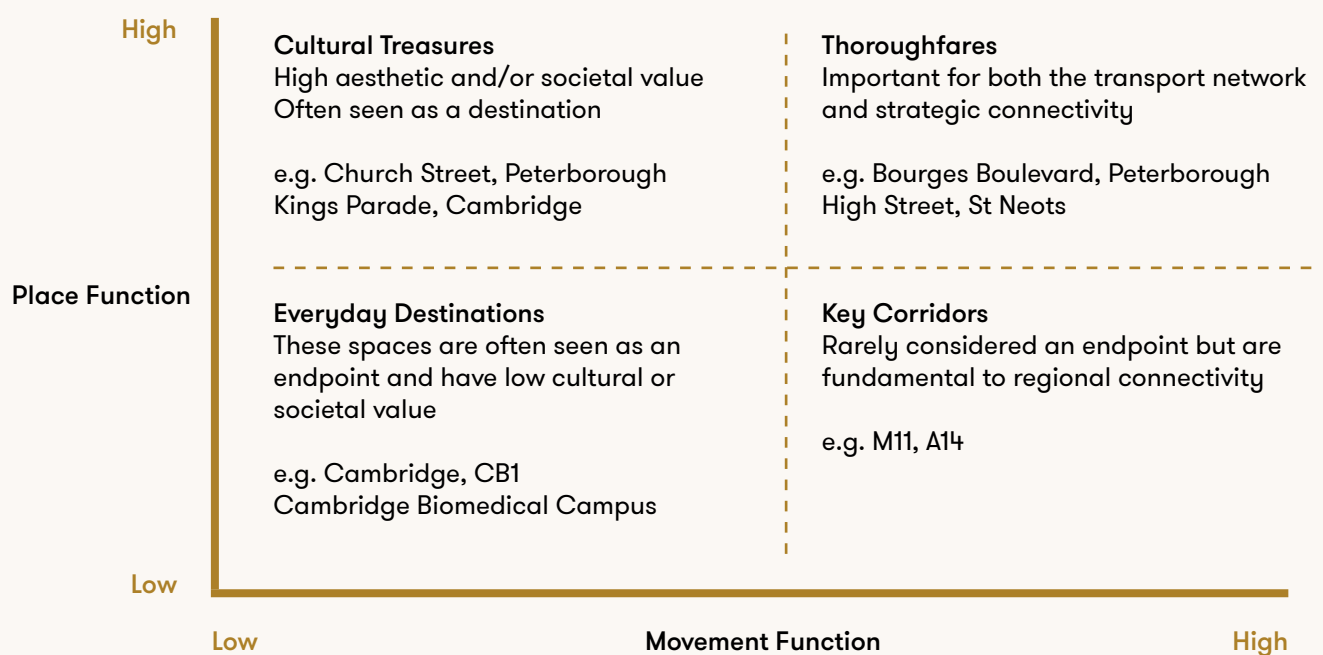 High
Cultural Treasures
High aesthetic and/or societal value
Often seen as a destination
e.g. Church Street, Peterborough
Kings Parade, Cambridge
Thoroughfares
Important for both the transport network
and strategic connectivity
e.g. Bourges Boulevard, Peterborough
High Street, St Neots
Place Function
Everyday Destinations
These spaces are often seen as an
endpoint and have low cultural or
societal value
e.g. Cambridge, CB1
Cambridge Biomedical Campus
Key Corridors
Rarely considered an endpoint but are
fundamental to regional connectivity
e.g. M11, A14
Low
Low
Movement Function
High